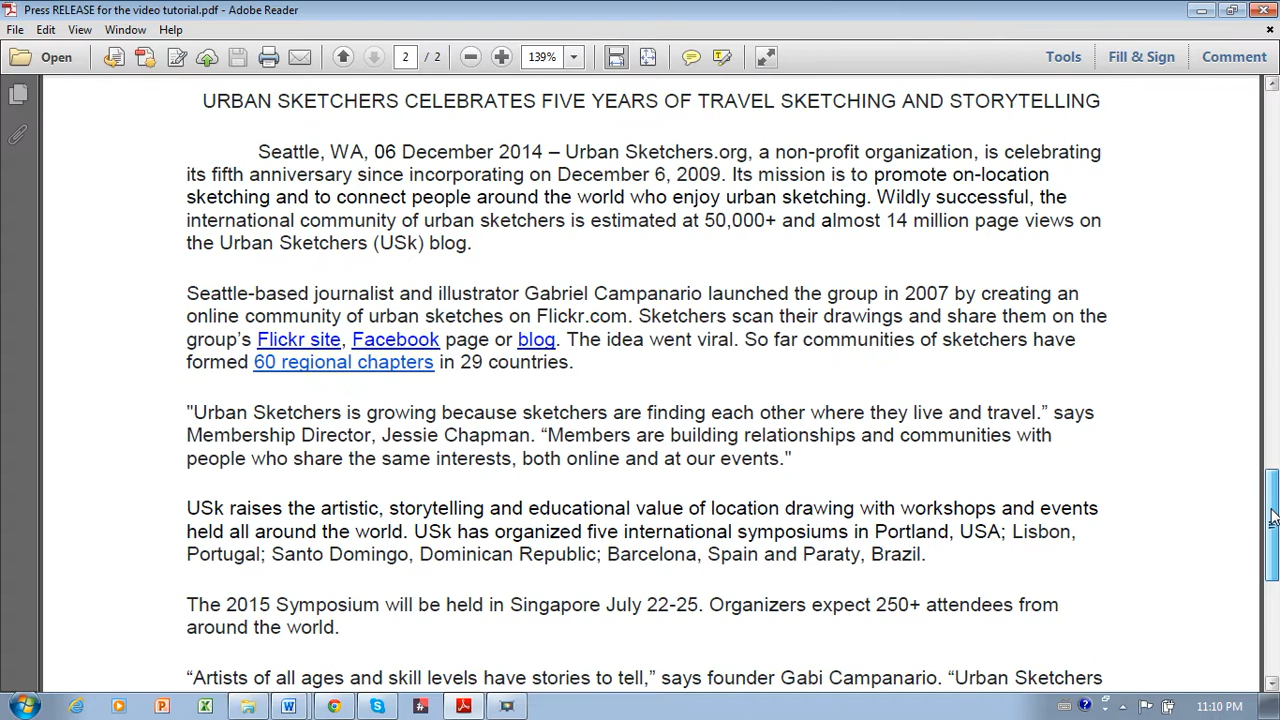 Press RELEASE for the video tutorial.pdf - Adobe Reader
File Edit View Window Help
Open 2 / 2 139% Tools Fill & Sign Comment
URBAN SKETCHERS CELEBRATES FIVE YEARS OF TRAVEL SKETCHING AND STORYTELLING
Seattle, WA, 06 December 2014 – Urban Sketchers.org, a non-profit organization, is celebrating
its fifth anniversary since incorporating on December 6, 2009. Its mission is to promote on-location
sketching and to connect people around the world who enjoy urban sketching. Wildly successful, the
international community of urban sketchers is estimated at 50,000+ and almost 14 million page views on
the Urban Sketchers (USk) blog.
Seattle-based journalist and illustrator Gabriel Campanario launched the group in 2007 by creating an
online community of urban sketches on Flickr.com. Sketchers scan their drawings and share them on the
group’s Flickr site, Facebook page or blog. The idea went viral. So far communities of sketchers have
formed 60 regional chapters in 29 countries.
"Urban Sketchers is growing because sketchers are finding each other where they live and travel.” says
Membership Director, Jessie Chapman. “Members are building relationships and communities with
people who share the same interests, both online and at our events."
USk raises the artistic, storytelling and educational value of location drawing with workshops and events
held all around the world. USk has organized five international symposiums in Portland, USA; Lisbon,
Portugal; Santo Domingo, Dominican Republic; Barcelona, Spain and Paraty, Brazil.
The 2015 Symposium will be held in Singapore July 22-25. Organizers expect 250+ attendees from
around the world.
“Artists of all ages and skill levels have stories to tell,” says founder Gabi Campanario. “Urban Sketchers
11:10 PM